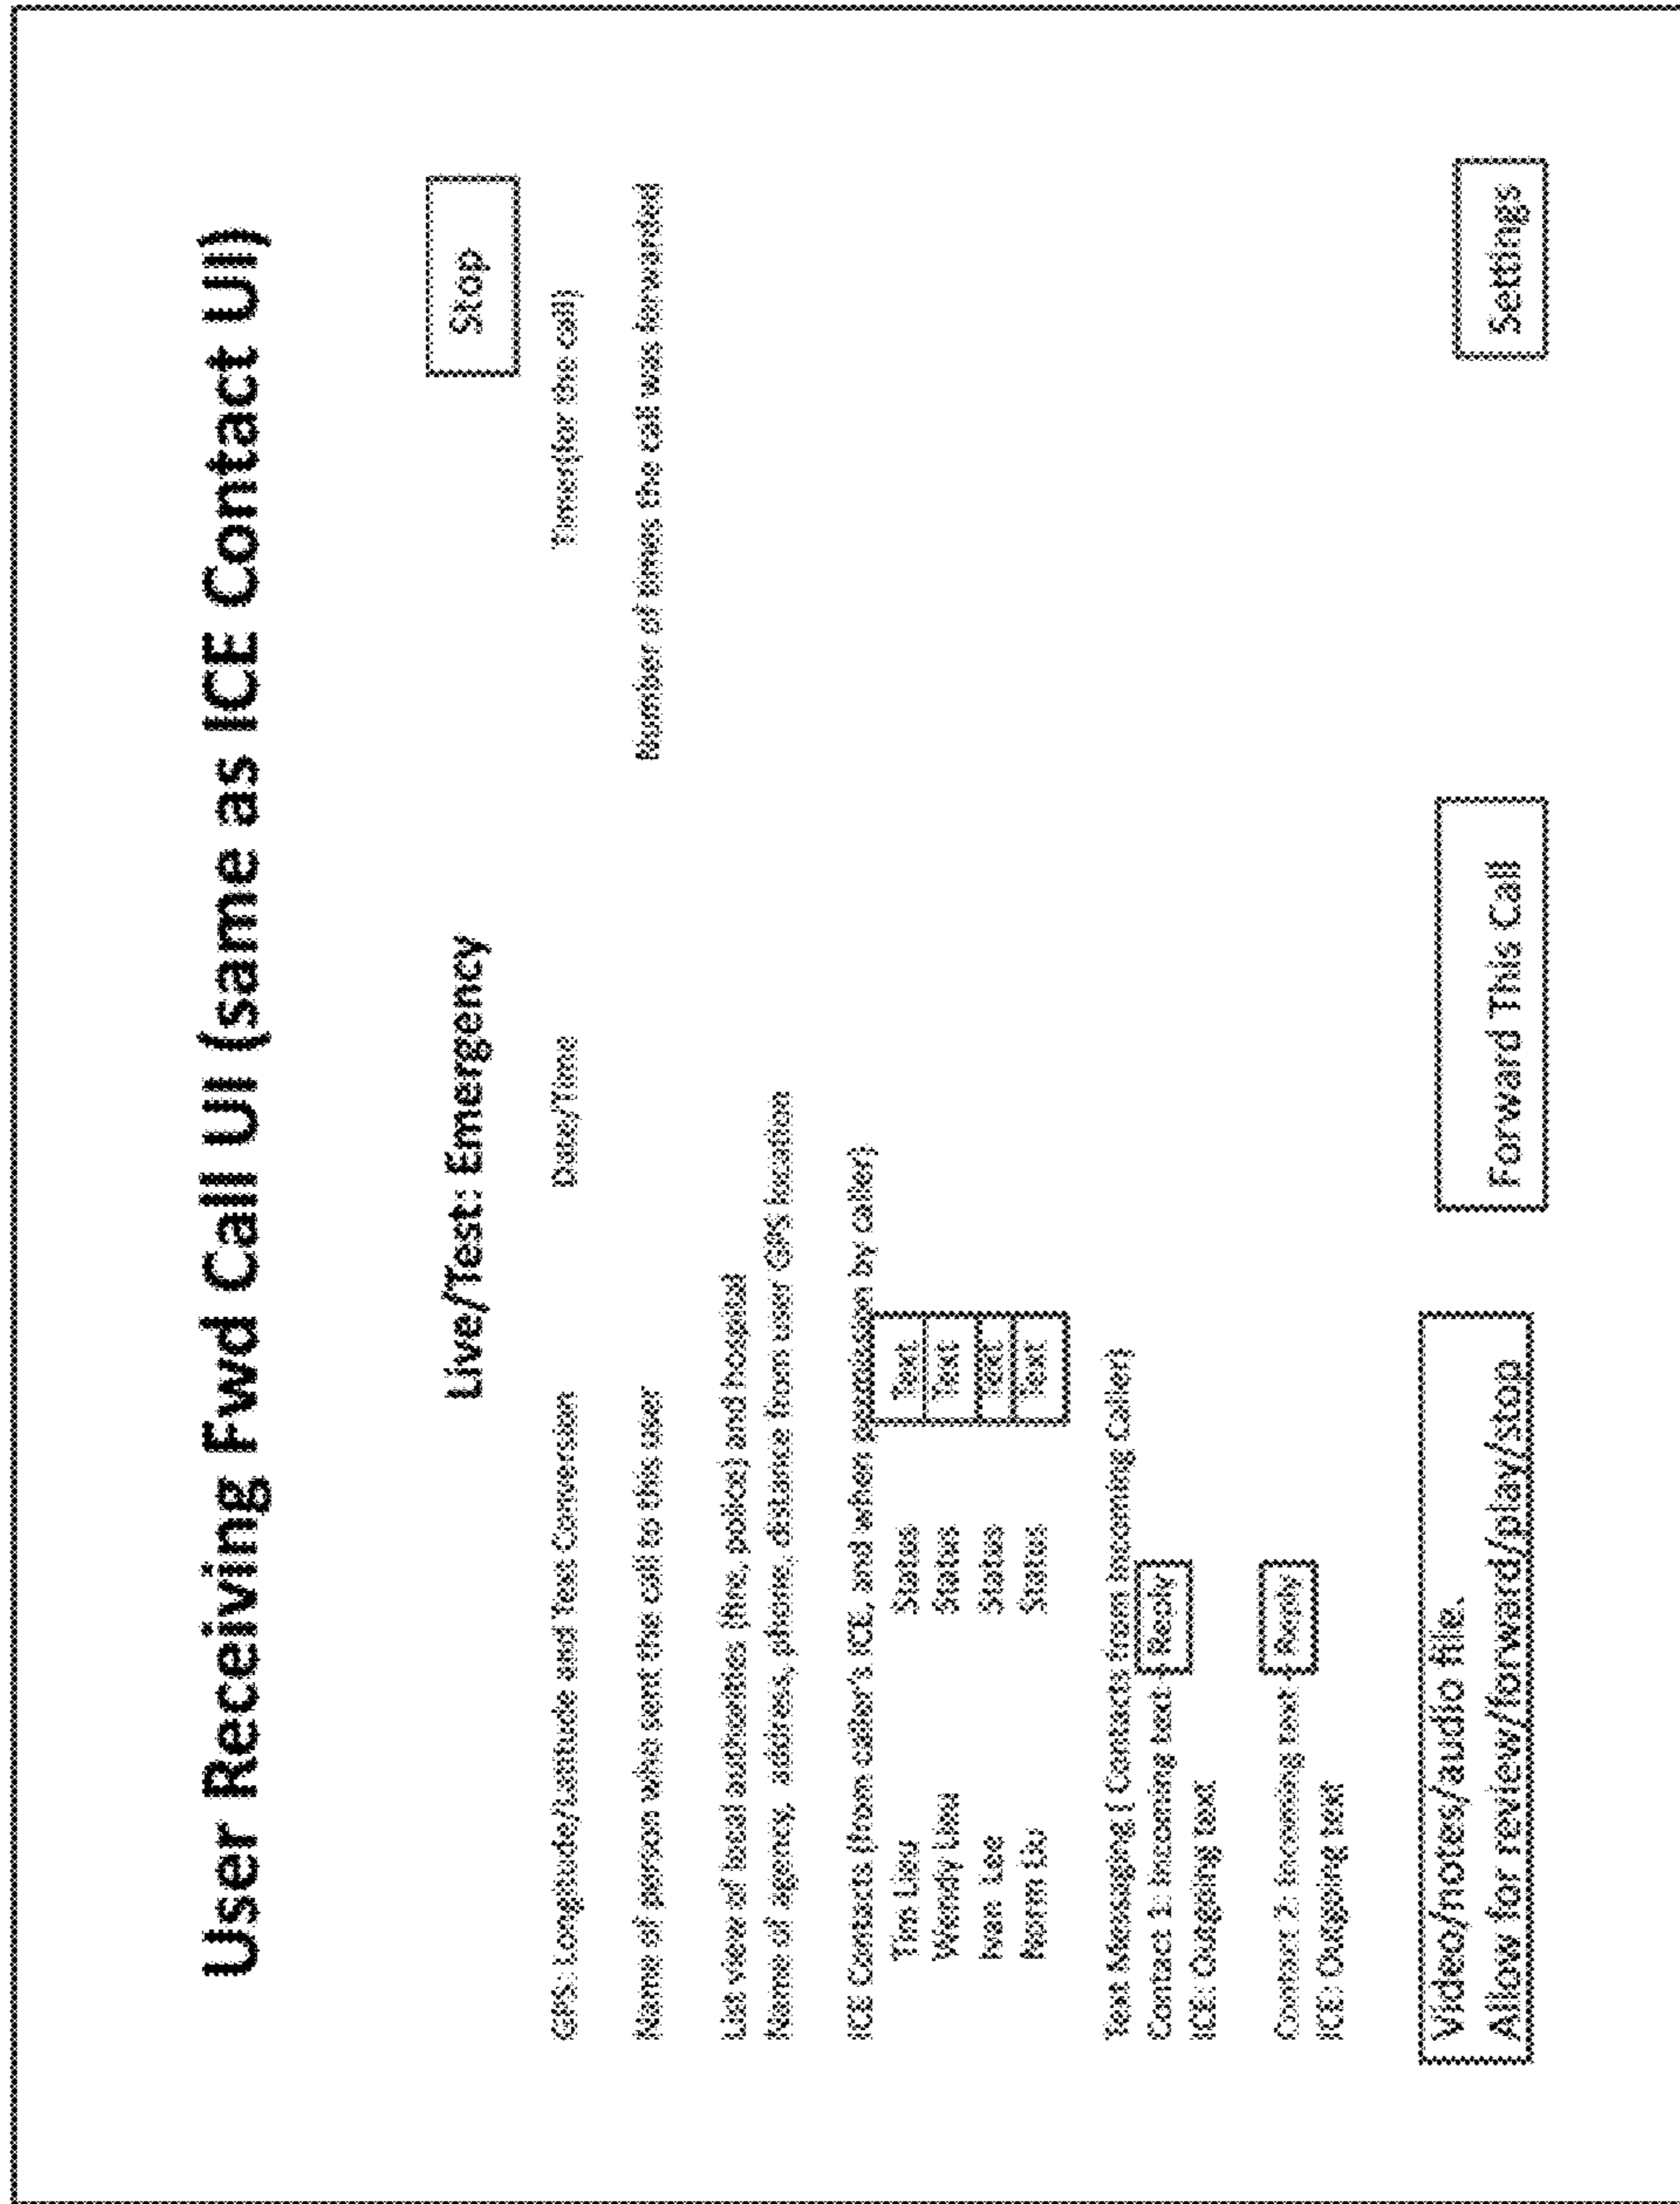 User Receiving Fwd Call UI (same as ICE Contact UI)
Live/Test: Emergency
Stop
GPS: Longitude/Latitude and Text Conversion
Date/Time
Timer(for the call)
Name of person who sent the call to this user
Number of times the call was forwarded
List view of local authorities (fire, police) and hospital
Name of agency, address, phone, distance from user GPS location
ICE Contacts (from caller's ICE, and when permission by caller)
Tim Lieu Status Text
Wendy Lieu Status Text
Ivan Lee Status Text
Norm Liu Status Text
Text Messaging ( Contacts from Incoming Caller)
Contact 1: Incoming text - Reply
ICE: Outgoing text
Contact 2: Incoming text - Reply
ICE: Outgoing text
Video/notes/audio file.
Allow for review/forward/play/stop
Forward This Call
Settings